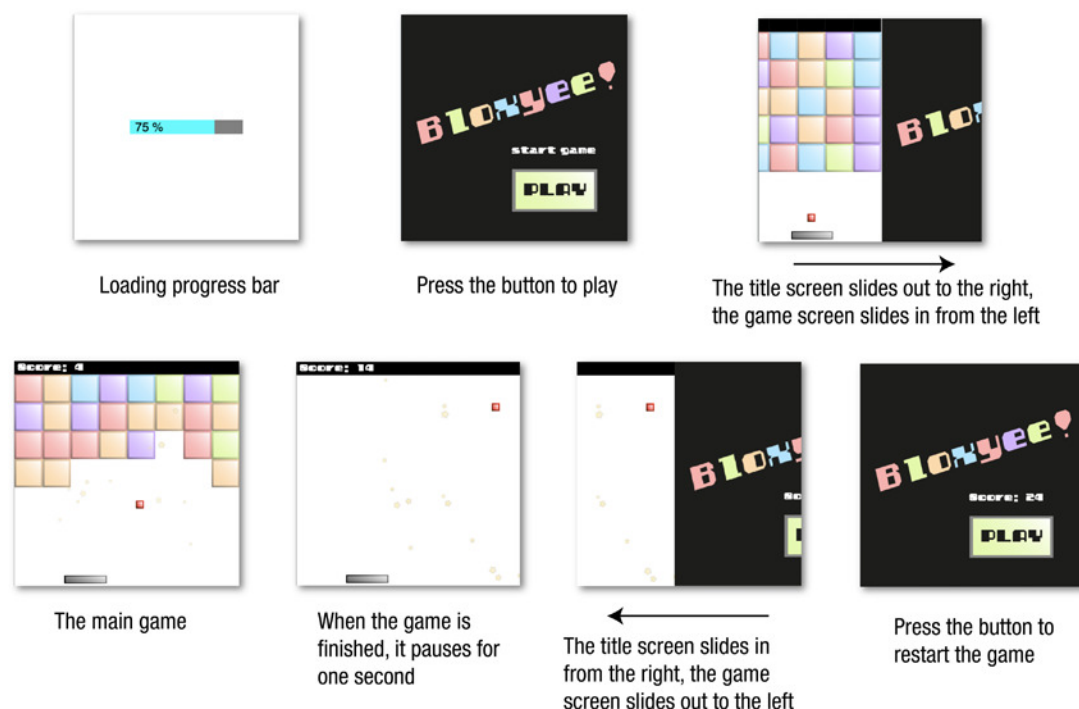 75 %
Bloxyee!
start game
PLAY
Blox
Loading progress bar
Press the button to play
The title screen slides out to the right,
the game screen slides in from the left
Score: 4
Score: 14
Bloxy
Sc
Bloxyee!
Score: 24
PLAY
The main game
When the game is
finished, it pauses for
one second
The title screen slides in
from the right, the game
screen slides out to the left
Press the button to
restart the game